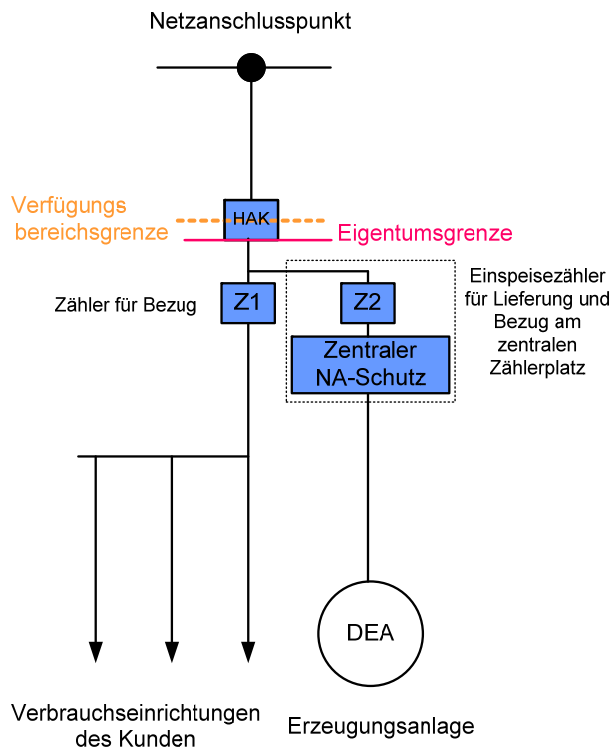 Netzanschlusspunkt
Verfügungs
bereichsgrenze
HAK
Eigentumsgrenze
Zähler für Bezug
Z1
Z2
Einspeisezähler
für Lieferung und
Bezug am
zentralen
Zählerplatz
Zentraler
NA-Schutz
DEA
Verbrauchseinrichtungen
des Kunden
Erzeugungsanlage